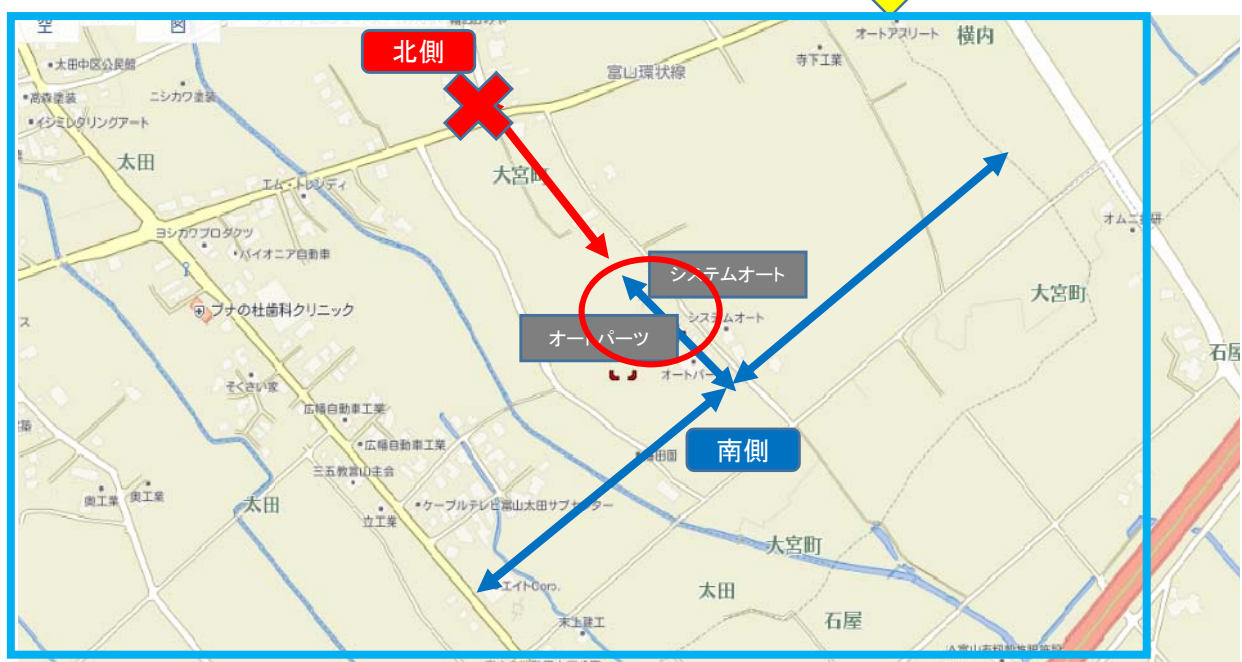 空
図
オートアスリート
横内
北側
寺下工業
太田中区公民館
富山環状線
高森塗装
ニシカワ塗装
イシミレタリングアート
太田
大宮町
エム・トレンディ
オムニ技研
ヨシカワプロダクツ
パイオニア自動車
システムオート
大宮町
ブナの杜歯科クリニック
システムオート
ス
オートパーツ
石屋
オートパー
そくさい家
広幡自動車工業
築
広幡自動車工業
南側
三五教富山主会
奥工業
奥工業
太田
ケーブルテレビ富山太田サブセンター
立工業
大宮町
エイトCorp.
太田
末上建工
石屋